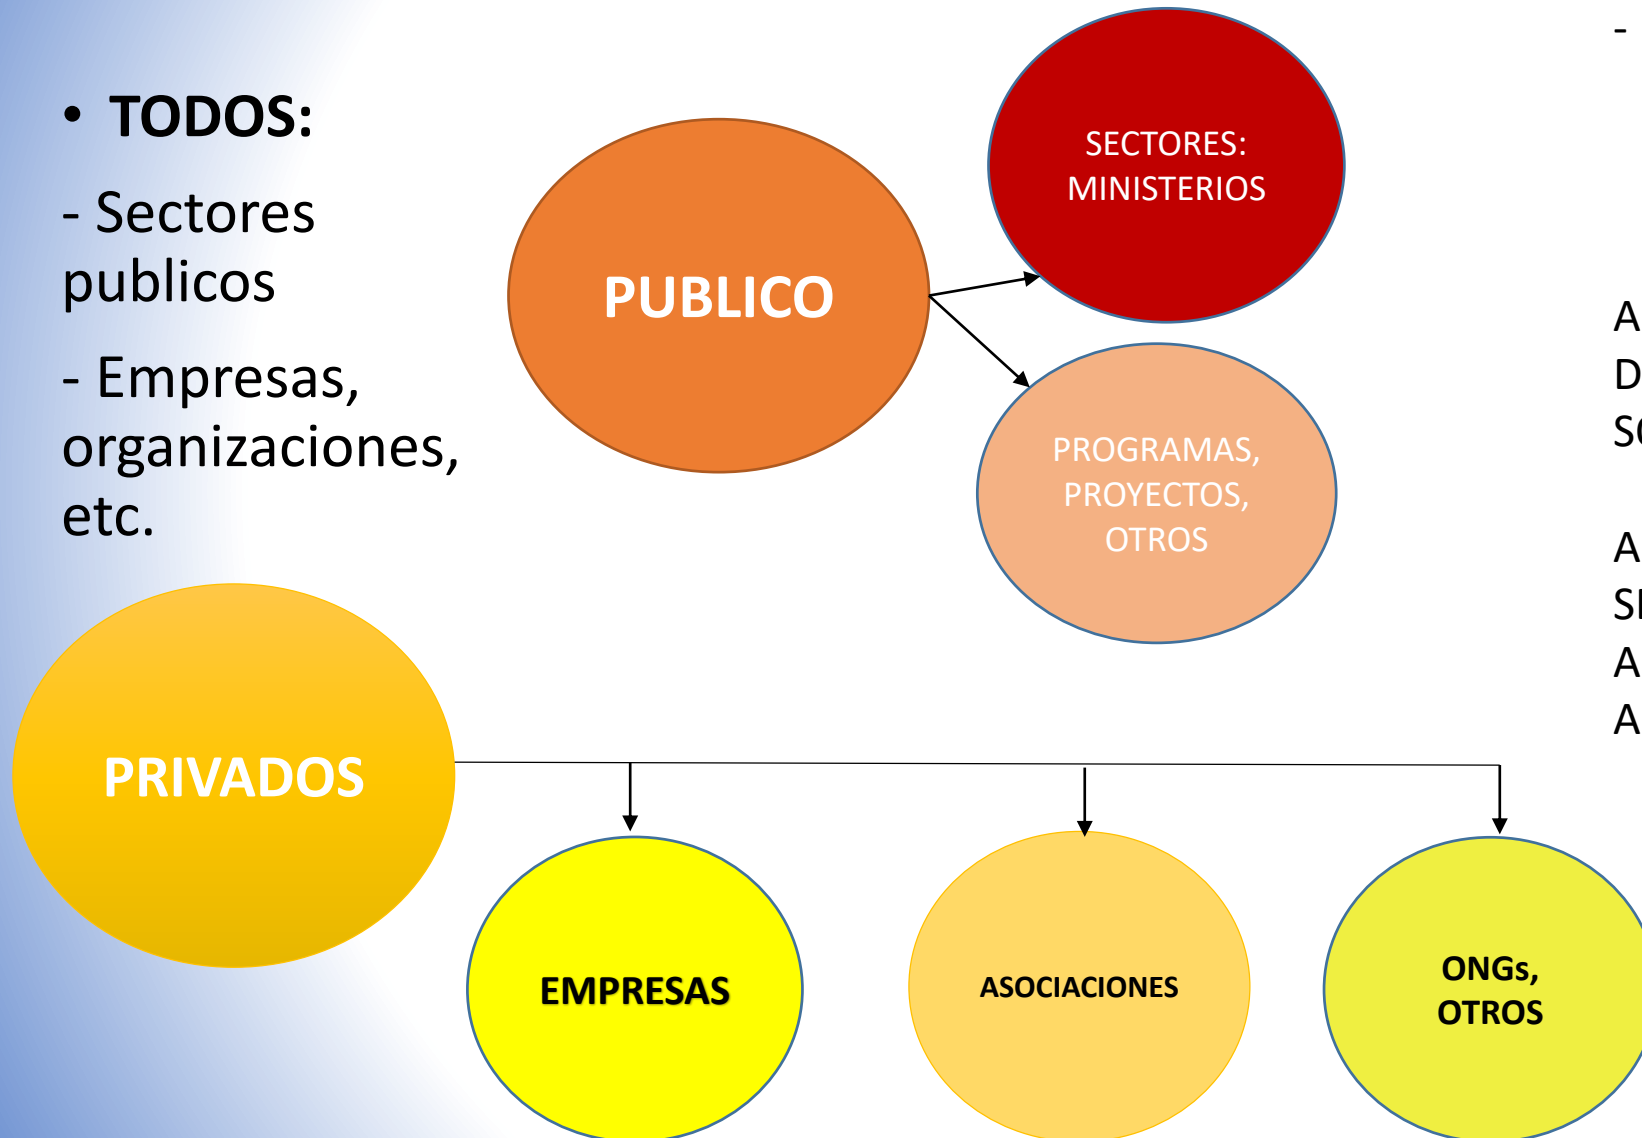 • TODOS:
- Sectores
publicos
- Empresas,
organizaciones,
etc.
PUBLICO
SECTORES:
MINISTERIOS
PROGRAMAS,
PROYECTOS,
OTROS
PRIVADOS
EMPRESAS
ASOCIACIONES
ONGs,
OTROS
-
A
D
A
A
A